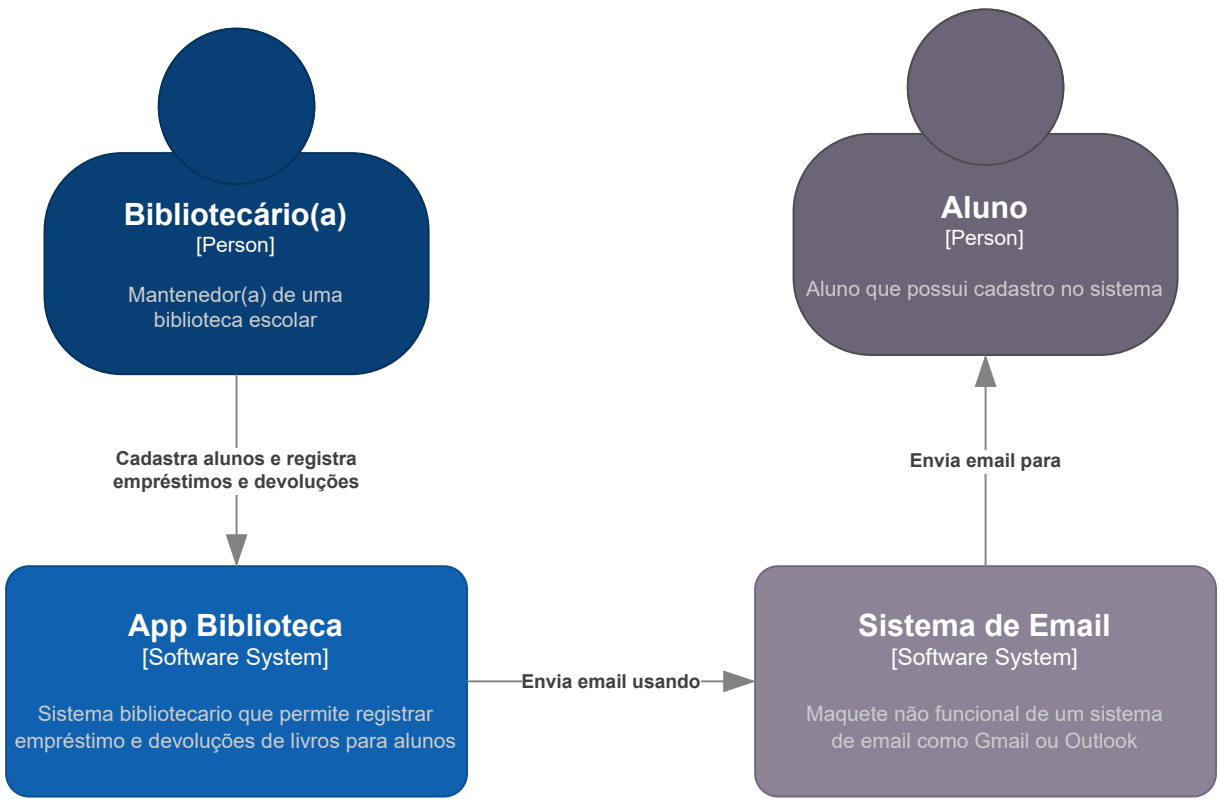 Bibliotecário(a)
[Person]
Mantenedor(a) de uma
biblioteca escolar
Aluno
[Person]
Aluno que possui cadastro no sistema
Cadastra alunos e registra
empréstimos e devoluções
Envia email para
App Biblioteca
[Software System]
Sistema bibliotecario que permite registrar
empréstimo e devoluções de livros para alunos
Envia email usando
Sistema de Email
[Software System]
Maquete não funcional de um sistema
de email como Gmail ou Outlook